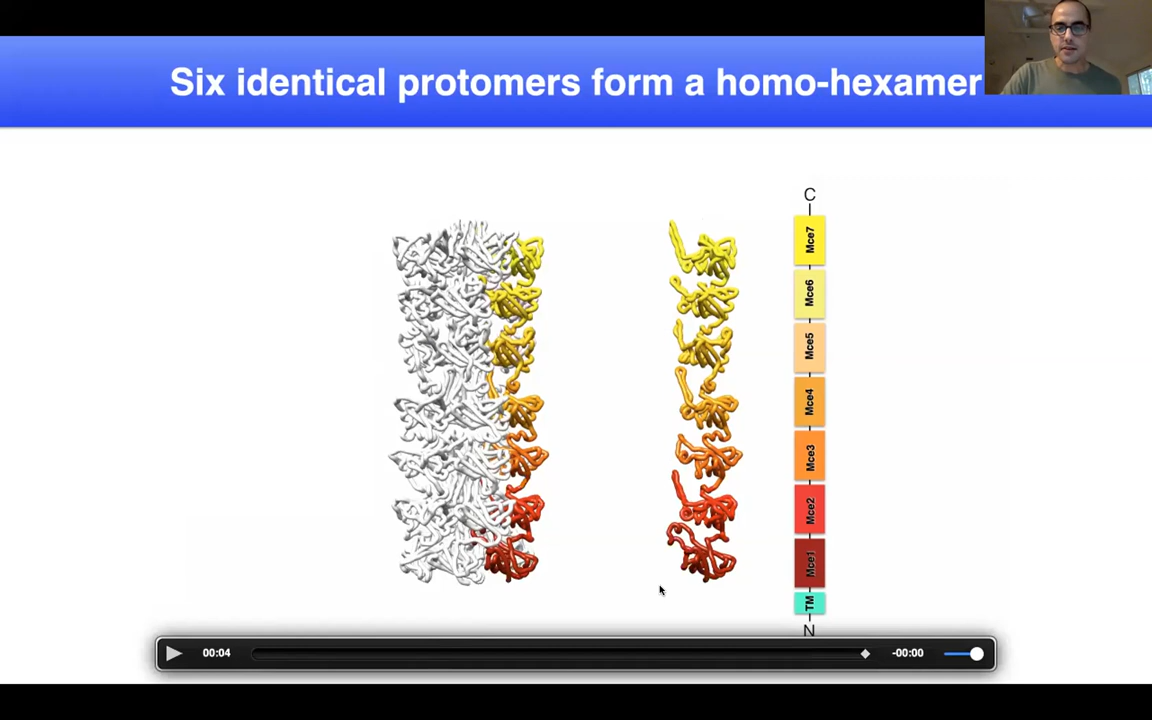 Six identical protomers form a homo-hexamer
C
Mce7
Mce6
Mce5
Mce4
Mce3
Mce2
Mce1
TM
N
00:04
-00:00